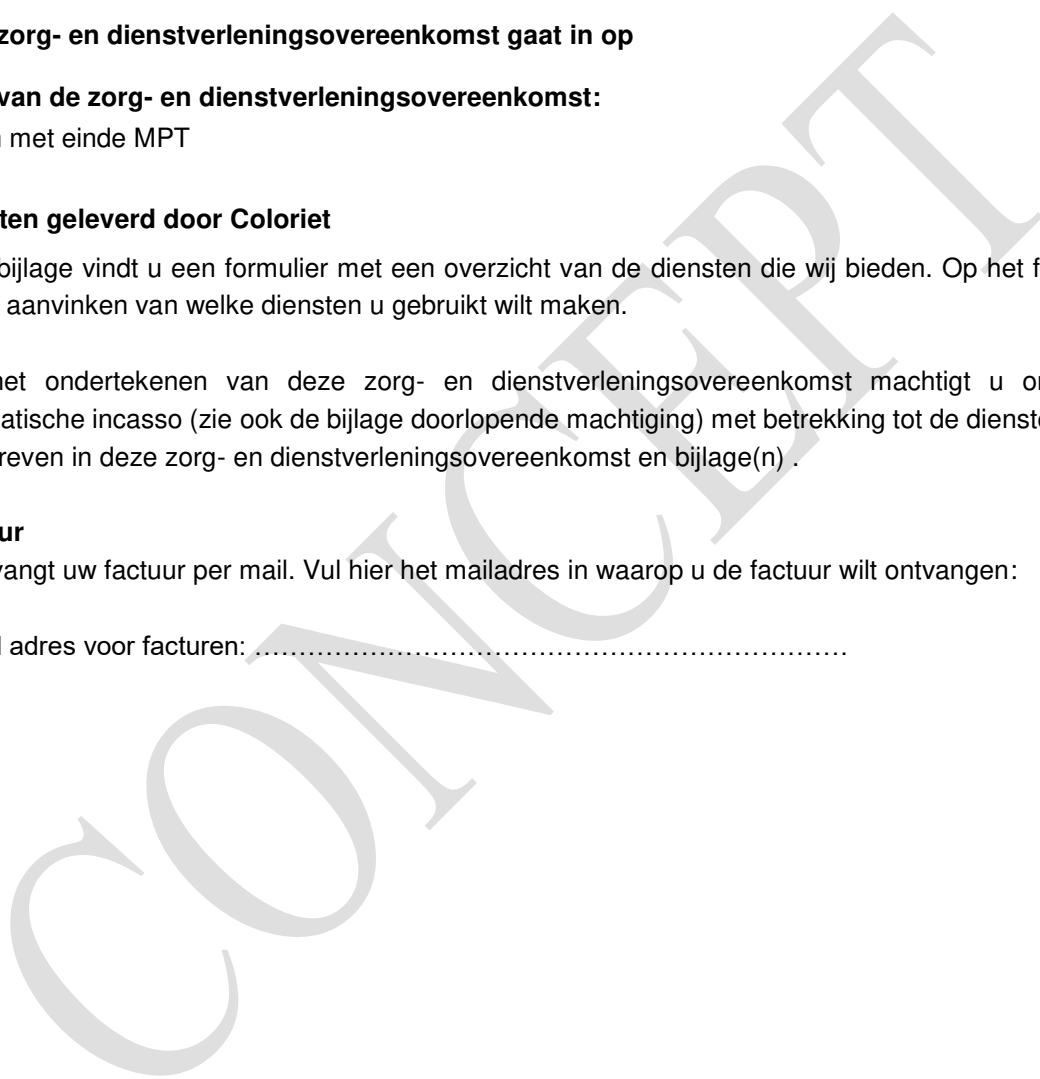 zorg- en dienstverleningsovereenkomst gaat in op
van de zorg- en dienstverleningsovereenkomst:
met einde MPT
ten geleverd door Coloriet
bijlage vindt u een formulier met een overzicht van de diensten die wij bieden. Op het f
aanvinken van welke diensten u gebruikt wilt maken.
et ondertekenen van deze zorg- en dienstverleningsovereenkomst machtigt u o
atische incasso (zie ook de bijlage doorlopende machtiging) met betrekking tot de dienst
reven in deze zorg- en dienstverleningsovereenkomst en bijlage(n) .
ur
vangt uw factuur per mail. Vul hier het mailadres in waarop u de factuur wilt ontvangen:
l adres voor facturen: ……………………………………………………………
CONCEPT